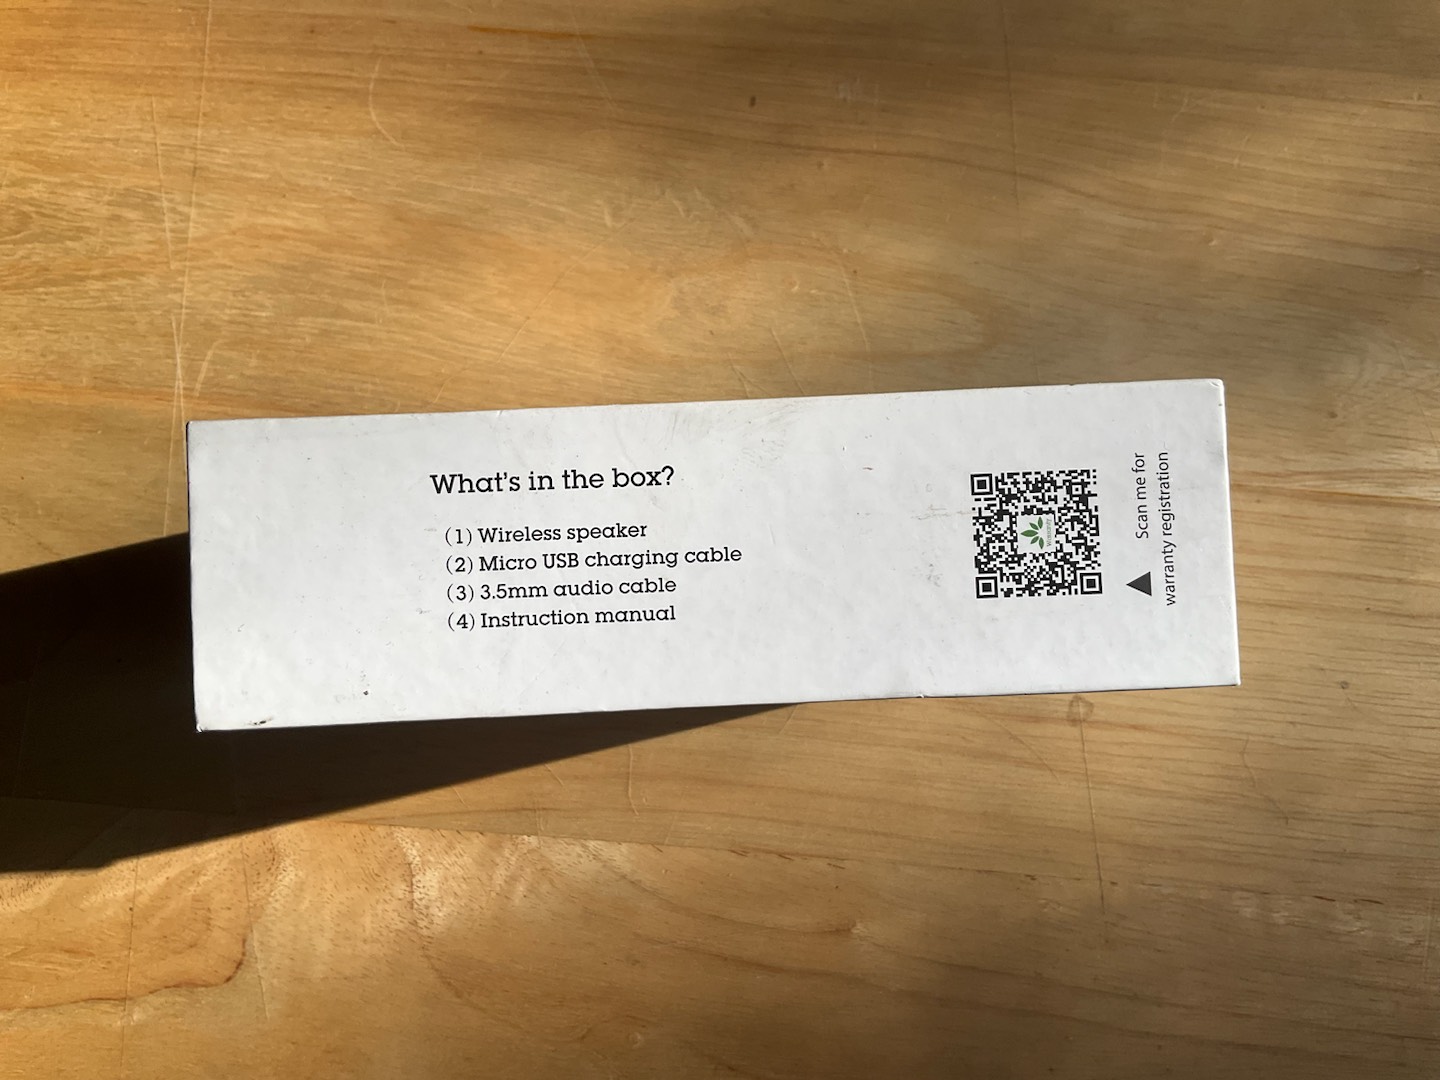 What's in the box?
(1) Wireless speaker
(2) Micro USB charging cable
(3) 3.5mm audio cable
(4) Instruction manual
Scan me for
warranty registration